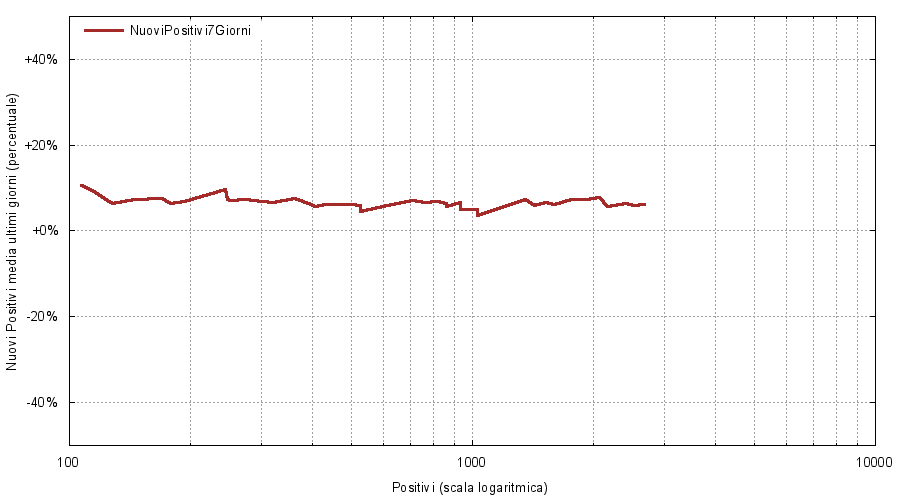 NuoviPositivi7Giorni
+40%
+20%
+0%
-20%
-40%
Nuovi Positivi media ultimi giorni (percentuale)
100
1000
10000
Positivi (scala logaritmica)